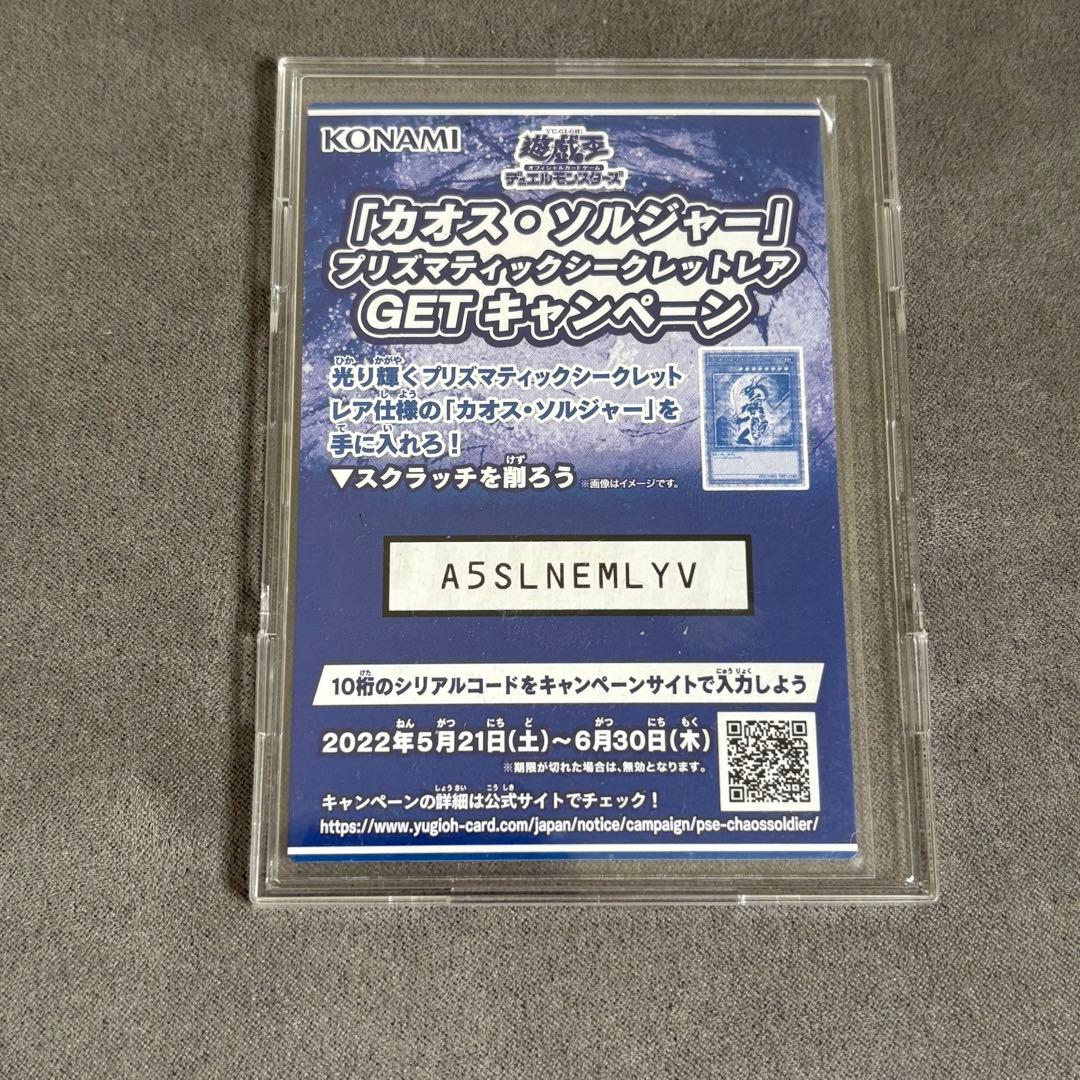 KONAMI
YU-GI-OH!
遊戯王
オフィシャルカードゲーム
デュエルモンスターズ
「カオス・ソルジャー」
プリズマティックシークレットレア
GETキャンペーン
光り輝くプリズマティックシークレット
レア仕様の「カオス・ソルジャー」を
手に入れろ！
▼スクラッチを削ろう ※画像はイメージです。
A5SLNEMLYV
10桁のシリアルコードをキャンペーンサイトで入力しよう
2022年5月21日(土)～6月30日(木)
※期限が切れた場合は、無効となります。
キャンペーンの詳細は公式サイトでチェック！
https://www.yugioh-card.com/japan/notice/campaign/pse-chaossoldier/